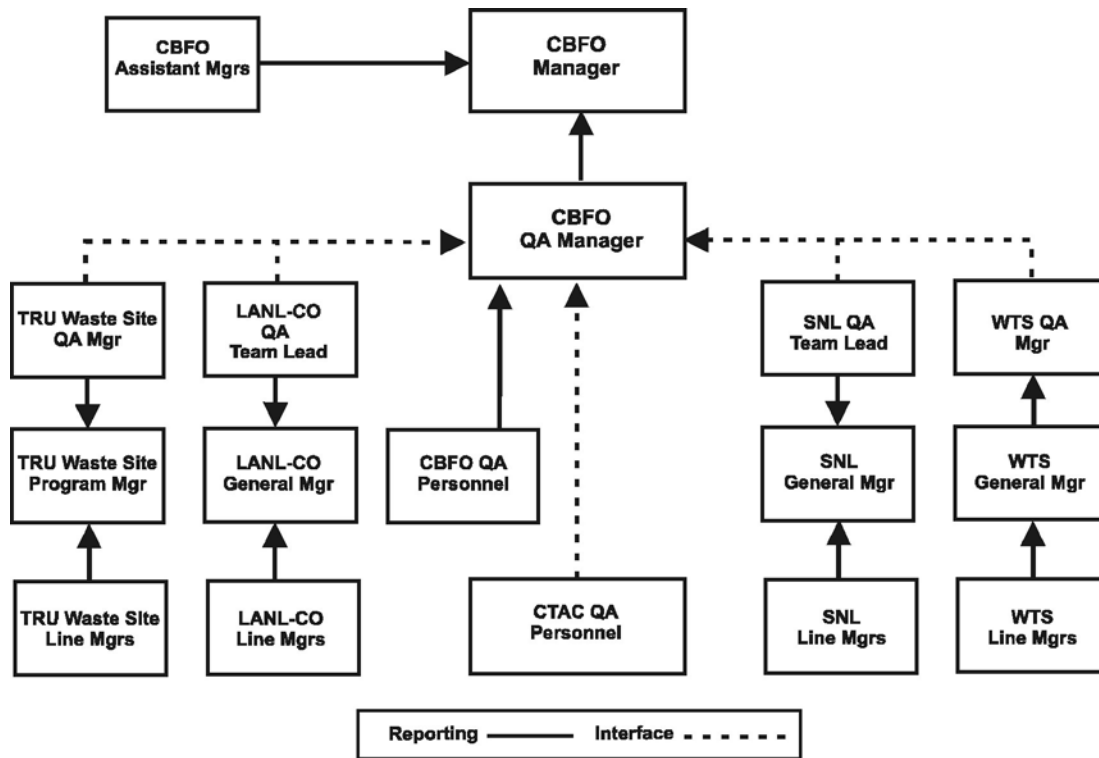 CBFO
Assistant Mgrs
CBFO
Manager
CBFO
QA Manager
TRU Waste Site
QA Mgr
LANL-CO
QA
Team Lead
SNL QA
Team Lead
WTS QA
Mgr
TRU Waste Site
Program Mgr
LANL-CO
General Mgr
CBFO QA
Personnel
SNL
General Mgr
WTS
General Mgr
TRU Waste Site
Line Mgrs
LANL-CO
Line Mgrs
CTAC QA
Personnel
SNL
Line Mgrs
WTS
Line Mgrs
Reporting Interface